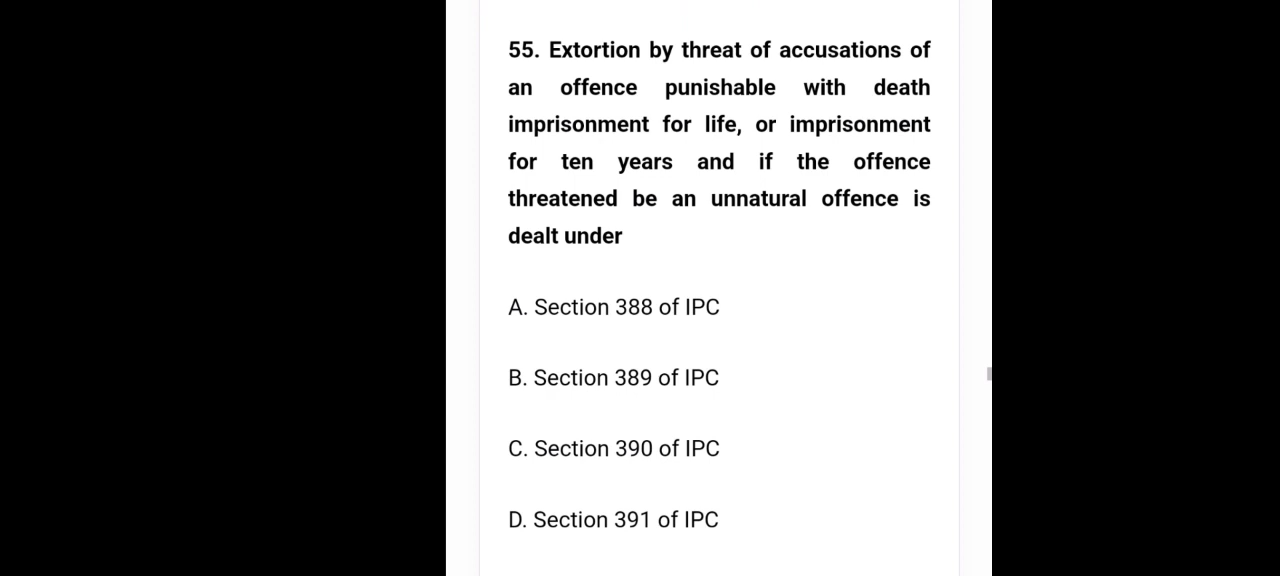 55. Extortion by threat of accusations of
an offence punishable with death
imprisonment for life, or imprisonment
for ten years and if the offence
threatened be an unnatural offence is
dealt under
A. Section 388 of IPC
B. Section 389 of IPC
C. Section 390 of IPC
D. Section 391 of IPC